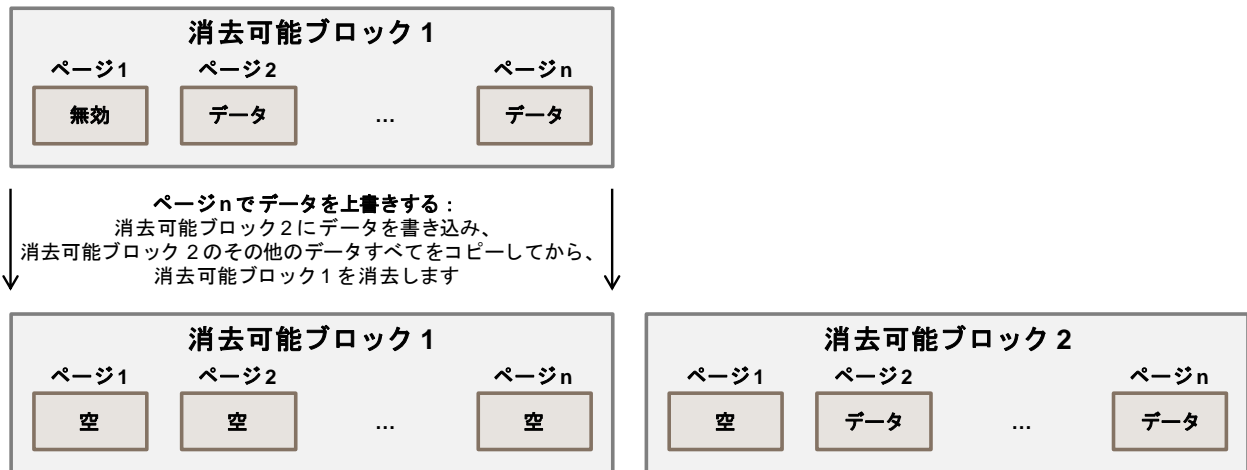 消去可能ブロック 1
ページ1 ページ2 ページn
無効 データ … データ
ページnでデータを上書きする：
消去可能ブロック2にデータを書き込み、
消去可能ブロック 2のその他のデータすべてをコピーしてから、
消去可能ブロック1を消去します
消去可能ブロック 1
ページ1 ページ2 ページn
空 空 … 空
消去可能ブロック 2
ページ1 ページ2 ページn
空 データ … データ